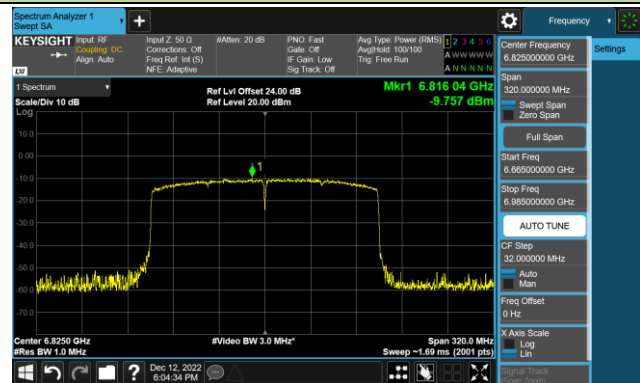 Spectrum Analyzer 1
Swept SA
Frequency
KEYSIGHT
Input: RF
Coupling: DC
Align: Auto
Input Z: 50 Ω
Corrections: Off
Freq Ref: Int (S)
NFE: Adaptive
#Atten: 20 dB
PNO: Fast
Gate: Off
IF Gain: Low
Sig Track: Off
Avg Type: Power (RMS)
Avg|Hold: 100/100
Trig: Free Run
1 2 3 4 5 6
A W W W W W
A N N N N N
LXI
1 Spectrum
Scale/Div 10 dB
Log
Ref Lvl Offset 24.00 dB
Ref Level 20.00 dBm
Mkr1 6.816 04 GHz
-9.757 dBm
10.0
0.00
-10.0
-20.0
-30.0
-40.0
-50.0
-60.0
-70.0
1
Center 6.8250 GHz
#Res BW 1.0 MHz
#Video BW 3.0 MHz*
Span 320.0 MHz
Sweep ~1.69 ms (2001 pts)
Dec 12, 2022
6:04:34 PM
Center Frequency
6.825000000 GHz
Span
320.000000 MHz
Swept Span
Zero Span
Full Span
Start Freq
6.665000000 GHz
Stop Freq
6.985000000 GHz
AUTO TUNE
CF Step
32.000000 MHz
Auto
Man
Freq Offset
0 Hz
X Axis Scale
Log
Lin
Signal Track
(Span Zoom)
Settings